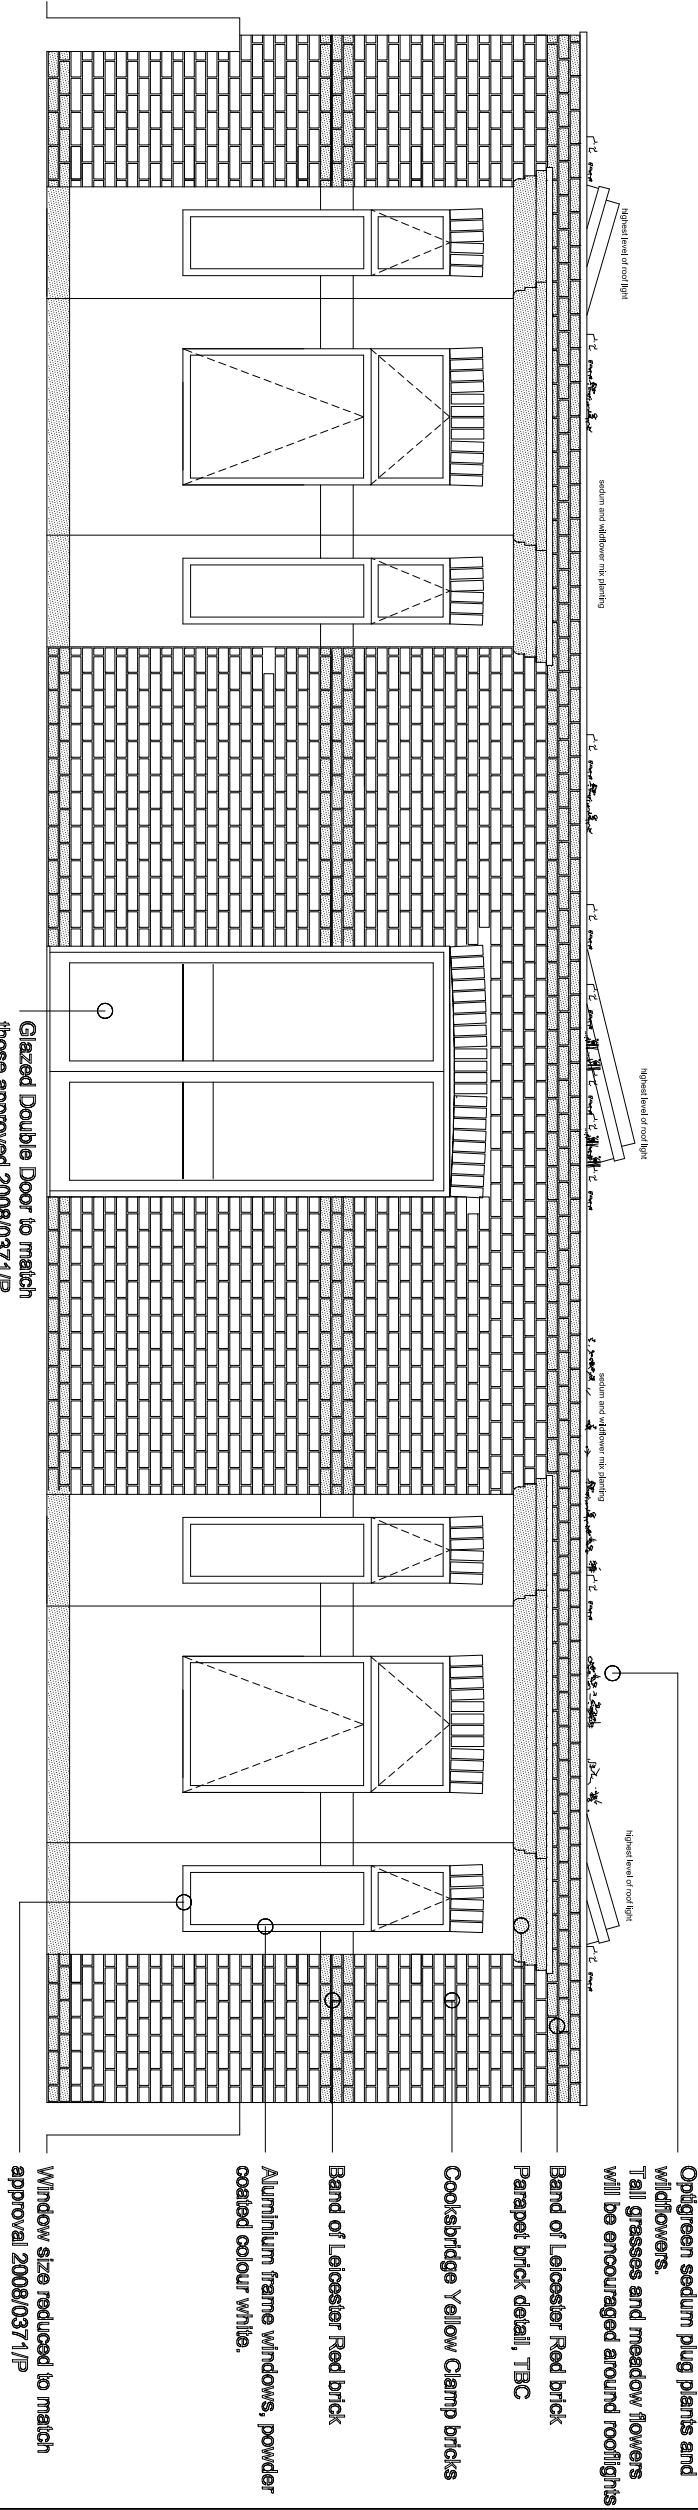 highest level of roof light
sedum and wildflower mix planting
highest level of roof light
sedum and wildflower mix planting
highest level of roof light
Optigreen sedum plug plants and
wildflowers.
Tall grasses and meadow flowers
will be encouraged around rooflights
Band of Leicester Red brick
Parapet brick detail, TBC
Cooksbridge Yellow Clamp bricks
Band of Leicester Red brick
Aluminium frame windows, powder
coated colour white.
Window size reduced to match
approval 2008/0371/P
Glazed Double Door to match
those approved 2008/0371/P